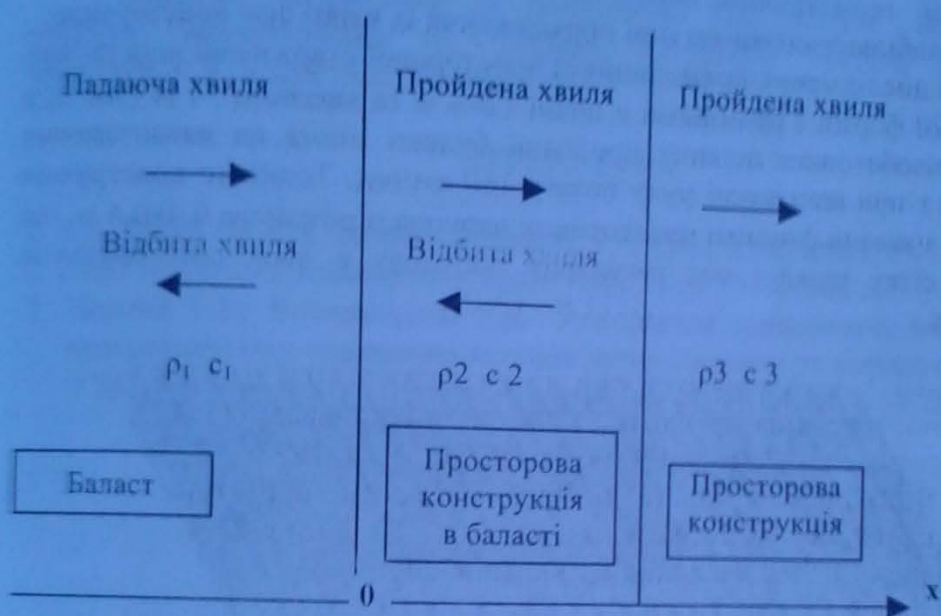 Падаюча хвиля
Пройдена хвиля
Пройдена хвиля
Відбита хвиля
Відбита хвиля
ρ1 c1
ρ2 c 2
ρ3 c 3
Баласт
Просторова
конструкція
в баласті
Просторова
конструкція
0
x